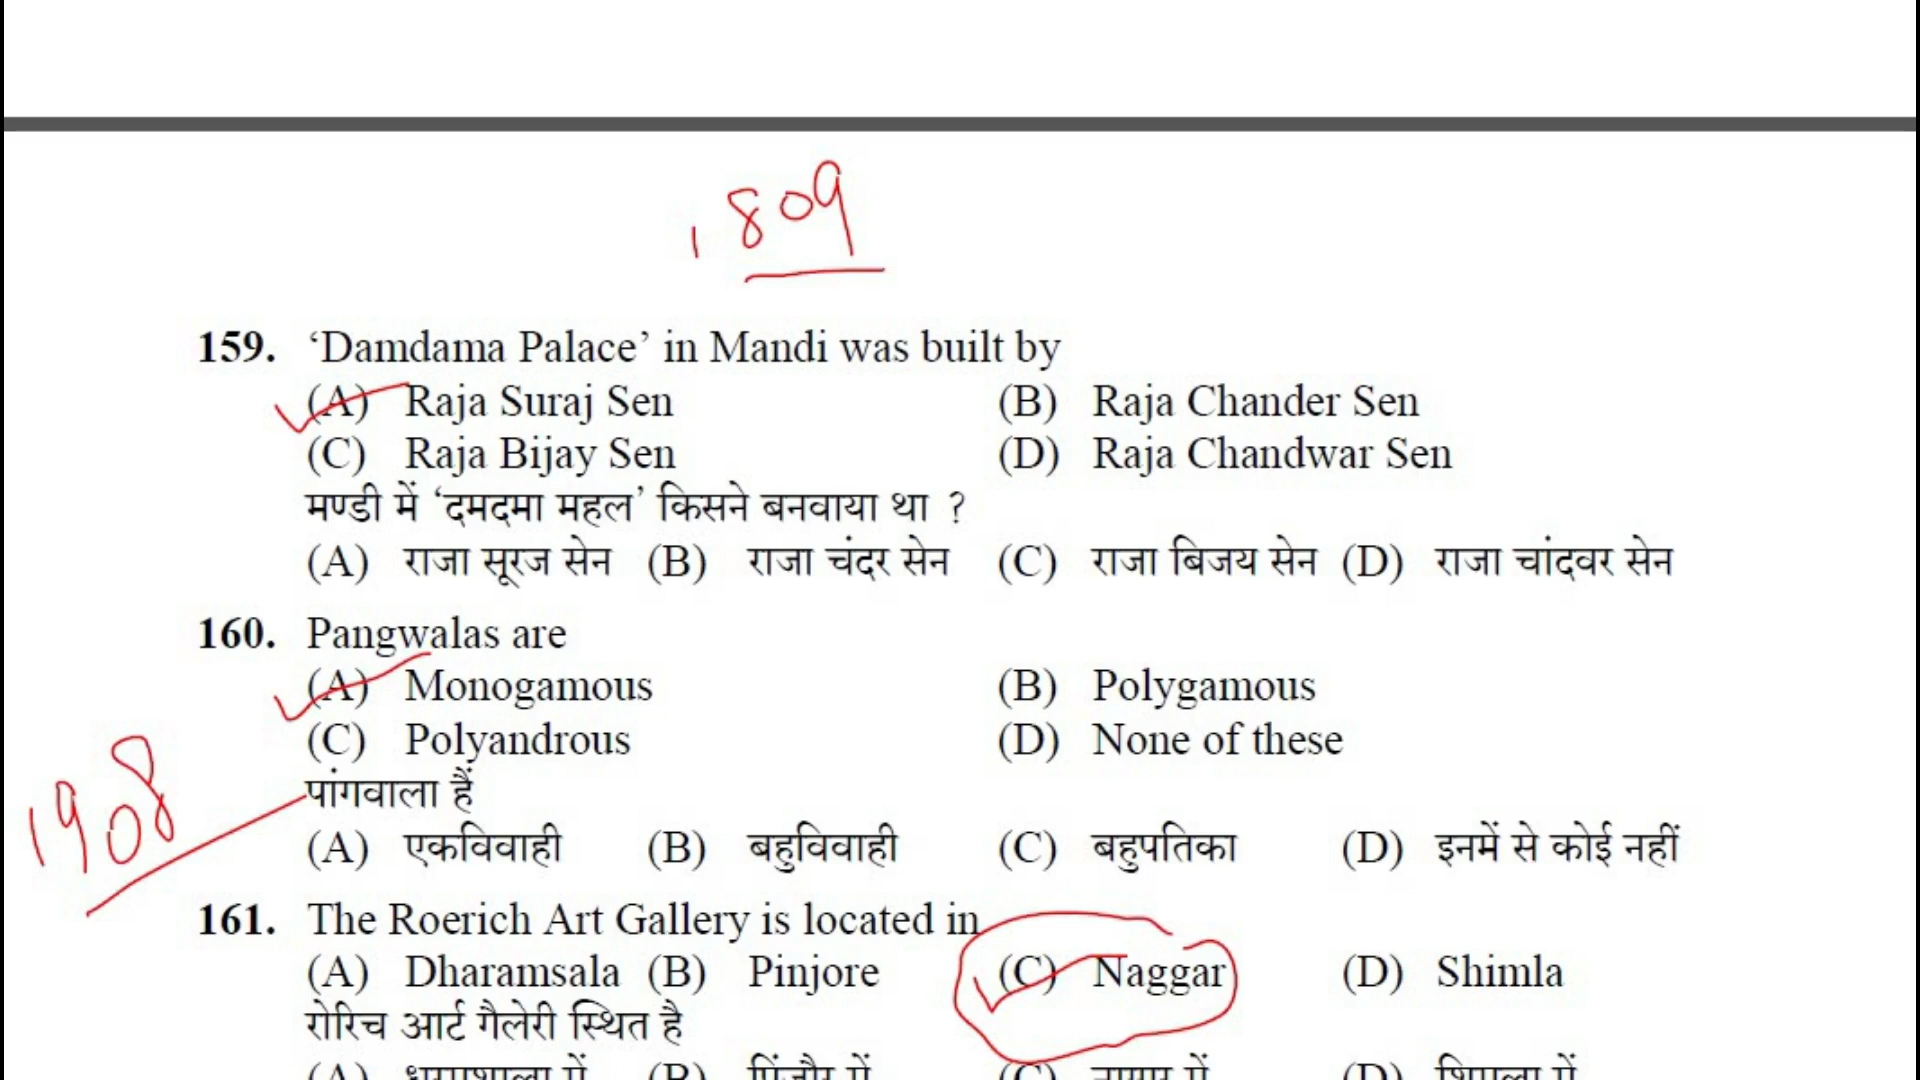 1809
159. ‘Damdama Palace’ in Mandi was built by
(A) Raja Suraj Sen (B) Raja Chander Sen
(C) Raja Bijay Sen (D) Raja Chandwar Sen
मण्डी में ‘दमदमा महल’ किसने बनवाया था ?
(A) राजा सूरज सेन (B) राजा चंदर सेन (C) राजा बिजय सेन (D) राजा चांदवर सेन
160. Pangwalas are
(A) Monogamous (B) Polygamous
(C) Polyandrous (D) None of these
1908
पांगवाला हैं
(A) एकविवाही (B) बहुविवाही (C) बहुपतिका (D) इनमें से कोई नहीं
161. The Roerich Art Gallery is located in
(A) Dharamsala (B) Pinjore (C) Naggar (D) Shimla
रोरिच आर्ट गैलेरी स्थित है
(A) धरमशाला में (B) पिंजौर में (C) नागर में (D) शिमला में